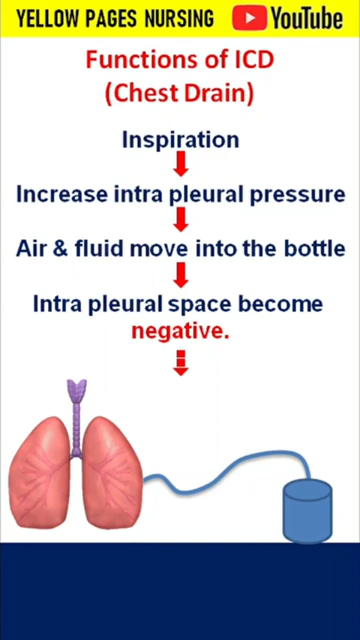 YELLOW PAGES NURSING YouTube
Functions of ICD
(Chest Drain)
Inspiration
Increase intra pleural pressure
Air & fluid move into the bottle
Intra pleural space become
negative.